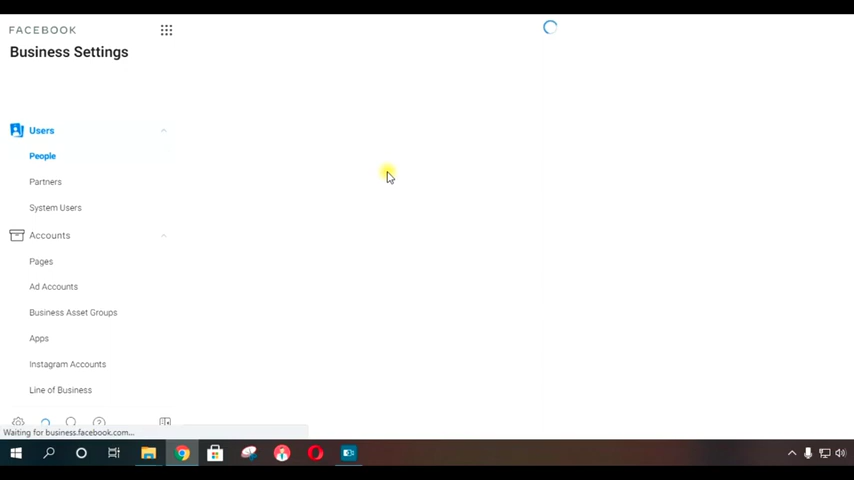 FACEBOOK
Business Settings
Users
People
Partners
System Users
Accounts
Pages
Ad Accounts
Business Asset Groups
Apps
Instagram Accounts
Line of Business
Waiting for business.facebook.com...